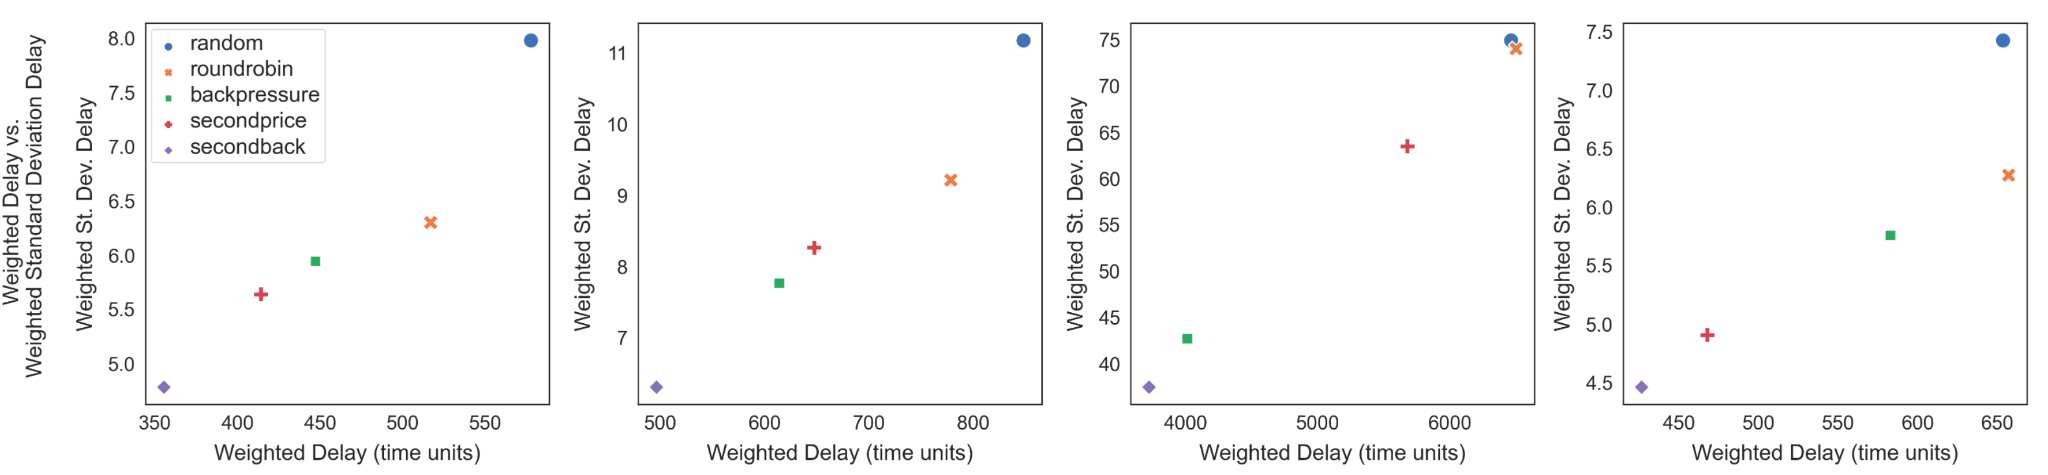 Weighted Delay vs.
Weighted Standard Deviation Delay
Weighted St. Dev. Delay
8.0
7.5
7.0
6.5
6.0
5.5
5.0
random
roundrobin
backpressure
secondprice
secondback
350 400 450 500 550
Weighted Delay (time units)
Weighted St. Dev. Delay
11
10
9
8
7
500 600 700 800
Weighted Delay (time units)
Weighted St. Dev. Delay
75
70
65
60
55
50
45
40
4000 5000 6000
Weighted Delay (time units)
Weighted St. Dev. Delay
7.5
7.0
6.5
6.0
5.5
5.0
4.5
450 500 550 600 650
Weighted Delay (time units)